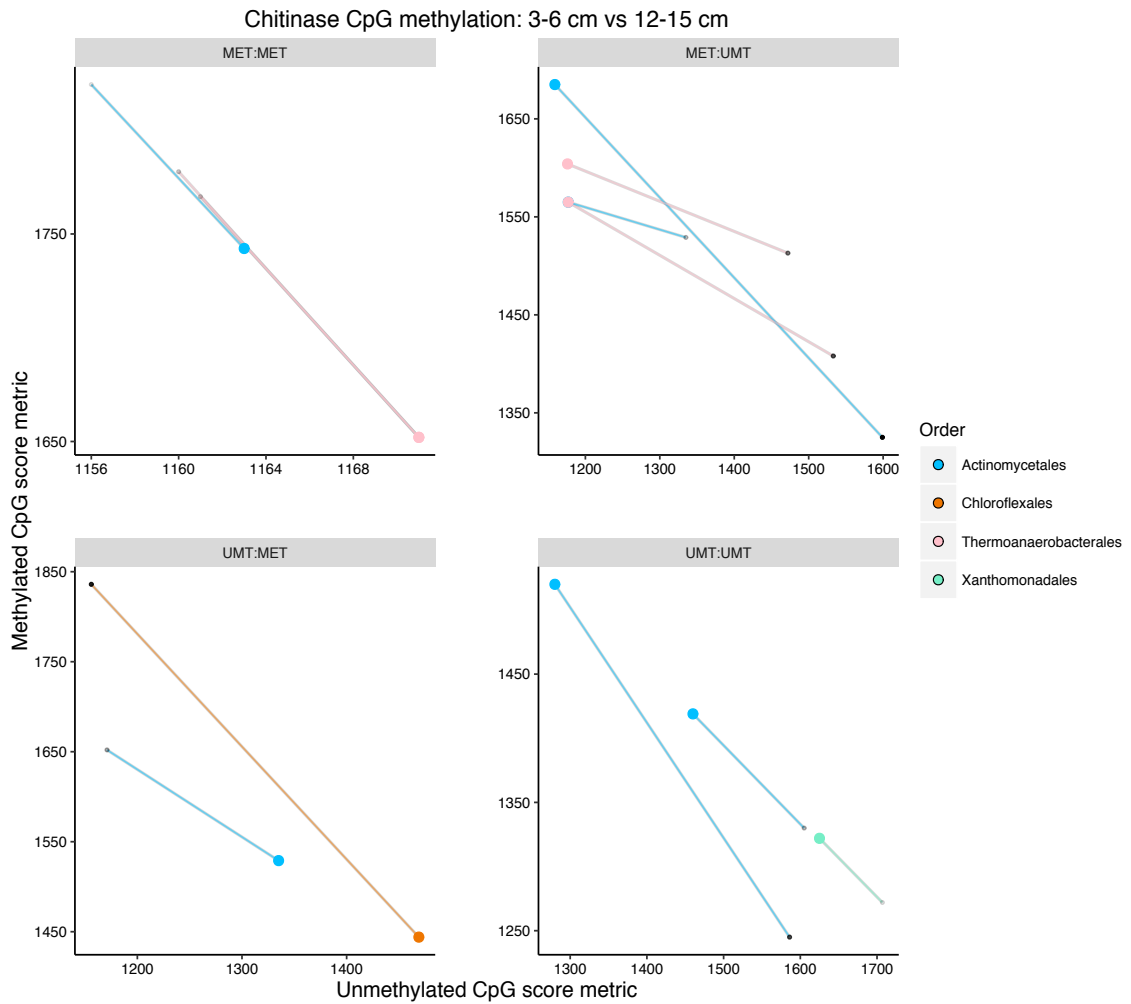 Chitinase CpG methylation: 3-6 cm vs 12-15 cm
MET:MET
MET:UMT
1750
1650
1156 1160 1164 1168
1650
1550
1450
1350
1200 1300 1400 1500 1600
Methylated CpG score metric
UMT:MET
UMT:UMT
1850
1750
1650
1550
1450
1200 1300 1400
1450
1350
1250
1300 1400 1500 1600 1700
Unmethylated CpG score metric
Order
Actinomycetales
Chloroflexales
Thermoanaerobacterales
Xanthomonadales